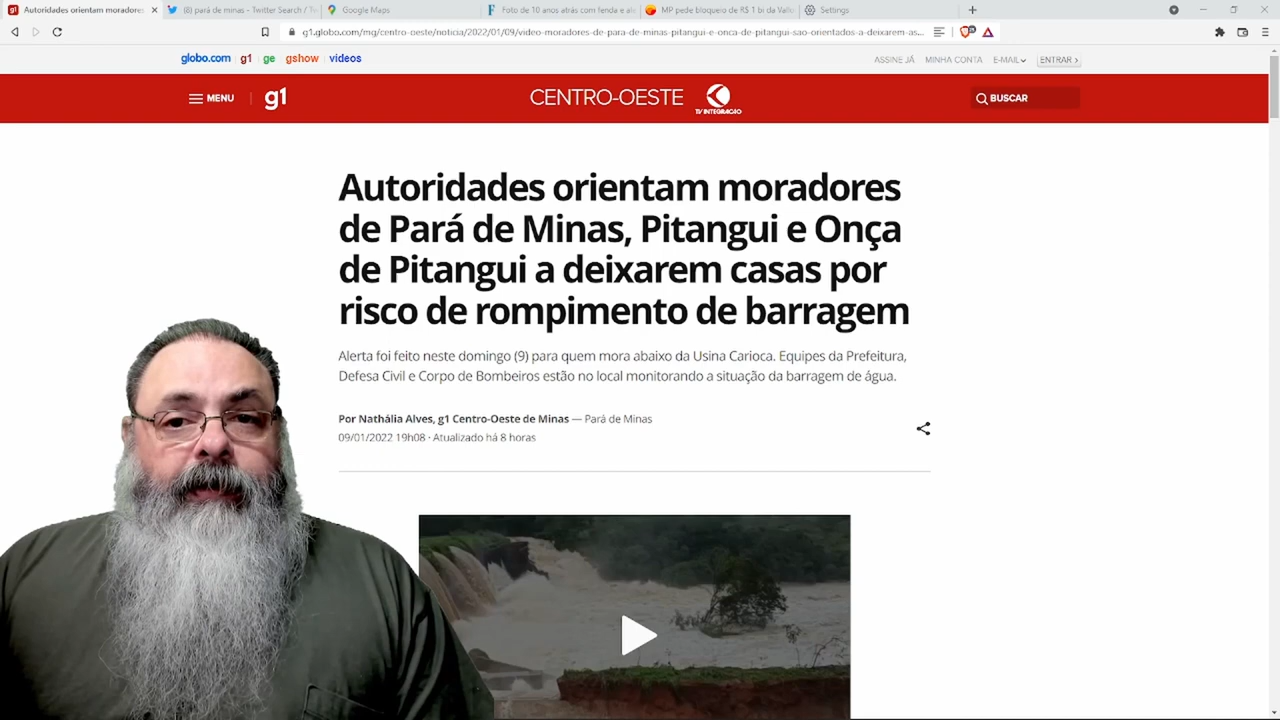 Autoridades orientam moradores
(8) pará de minas - Twitter Search / Tw
Google Maps
Foto de 10 anos atrás com fenda e al
MP pede bloqueio de R$ 1 bi da Valle
Settings
g1.globo.com/mg/centro-oeste/noticia/2022/01/09/video-moradores-de-para-de-minas-pitangui-e-onca-de-pitangui-sao-orientados-a-deixarem-as...
globo.com g1 ge gshow vídeos
ASSINE JÁ MINHA CONTA E-MAIL ENTRAR
MENU g1 CENTRO-OESTE TV INTEGRAÇÃO BUSCAR
Autoridades orientam moradores
de Pará de Minas, Pitangui e Onça
de Pitangui a deixarem casas por
risco de rompimento de barragem
Alerta foi feito neste domingo (9) para quem mora abaixo da Usina Carioca. Equipes da Prefeitura,
Defesa Civil e Corpo de Bombeiros estão no local monitorando a situação da barragem de água.
Por Nathália Alves, g1 Centro-Oeste de Minas — Pará de Minas
09/01/2022 19h08 · Atualizado há 8 horas